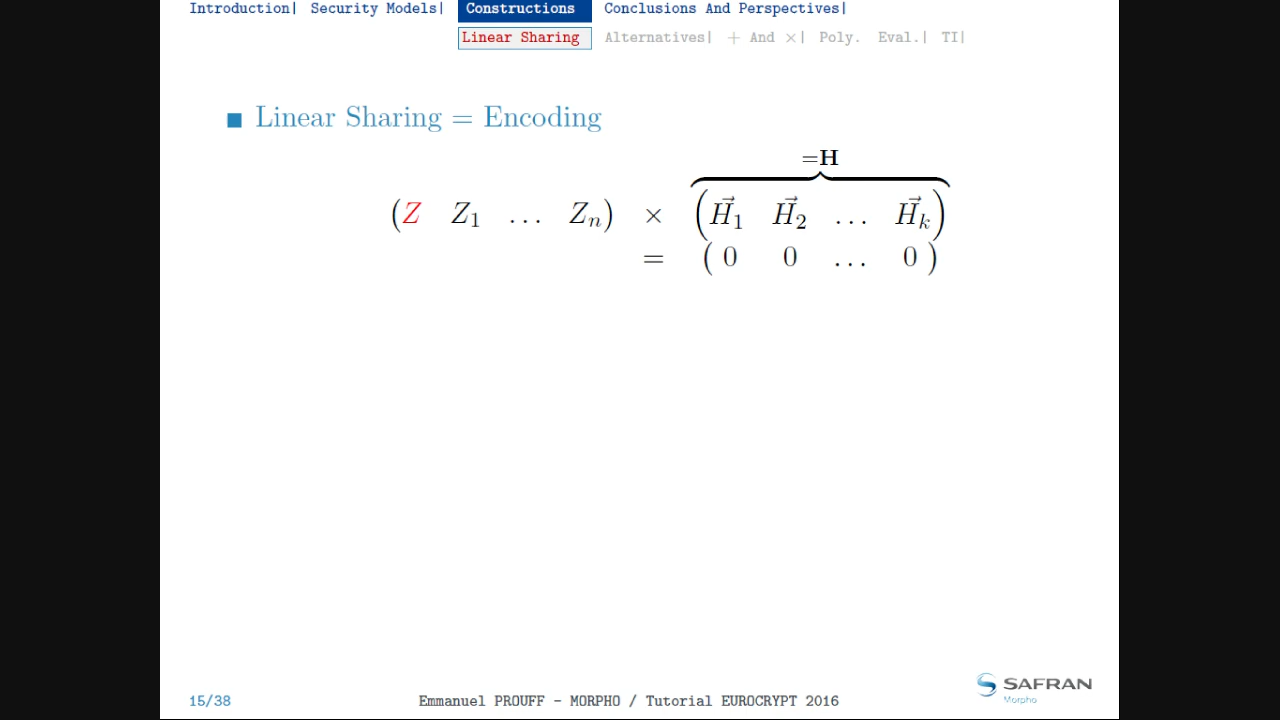 Introduction| Security Models| Constructions Conclusions And Perspectives|
Linear Sharing Alternatives| + And ×| Poly. Eval.| TI|
Linear Sharing = Encoding
=H
(Z Z₁ ... Zₙ) × (H⃗₁ H⃗₂ ... H⃗ₖ)
= ( 0 0 ... 0 )
SAFRAN
Morpho
15/38 Emmanuel PROUFF - MORPHO / Tutorial EUROCRYPT 2016